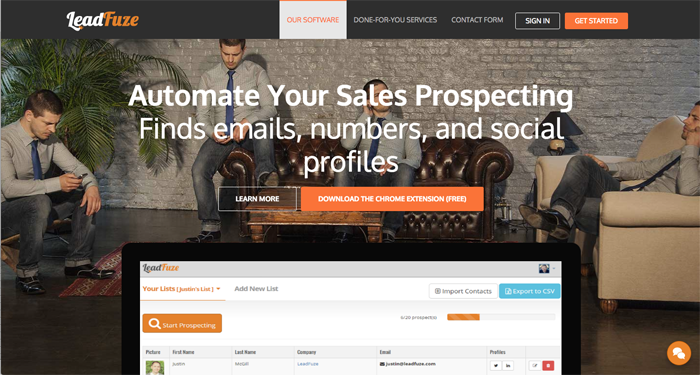 LeadFuze
OUR SOFTWARE
DONE-FOR-YOU SERVICES
CONTACT FORM
SIGN IN
GET STARTED
Automate Your Sales Prospecting
Finds emails, numbers, and social
profiles
LEARN MORE
DOWNLOAD THE CHROME EXTENSION (FREE)
LeadFuze
Your Lists ( Justin's List )
Add New List
Import Contacts
Export to CSV
Start Prospecting
6/20 prospect(s)
Picture First Name Last Name Company Email Profiles
Justin McGill LeadFuze justin@leadfuze.com